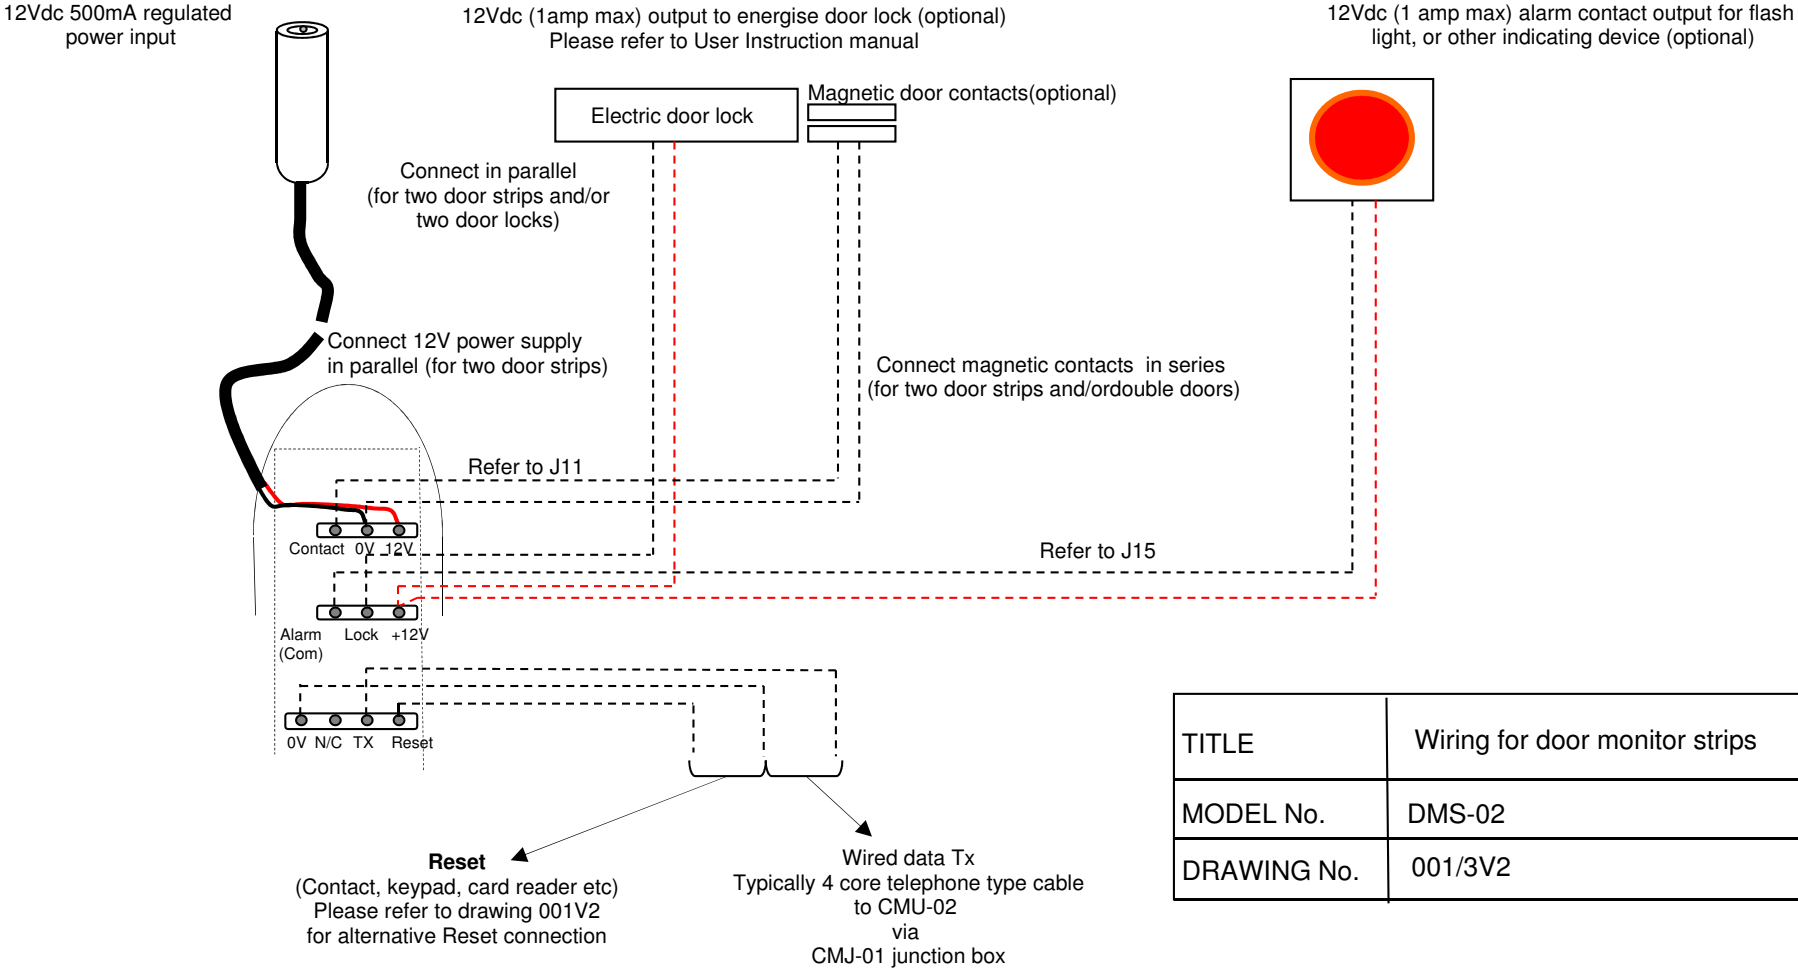 12Vdc 500mA regulated
power input
12Vdc (1amp max) output to energise door lock (optional)
Please refer to User Instruction manual
12Vdc (1 amp max) alarm contact output for flash
light, or other indicating device (optional)
Electric door lock
Magnetic door contacts(optional)
Connect in parallel
(for two door strips and/or
two door locks)
Connect 12V power supply
in parallel (for two door strips)
Connect magnetic contacts  in series
(for two door strips and/ordouble doors)
Refer to J11
Contact 0V 12V
Refer to J15
Alarm Lock +12V
(Com)
0V N/C TX Reset
TITLE Wiring for door monitor strips
MODEL No. DMS-02
DRAWING No. 001/3V2
Reset
(Contact, keypad, card reader etc)
Please refer to drawing 001V2
for alternative Reset connection
Wired data Tx
Typically 4 core telephone type cable
to CMU-02
via
CMJ-01 junction box